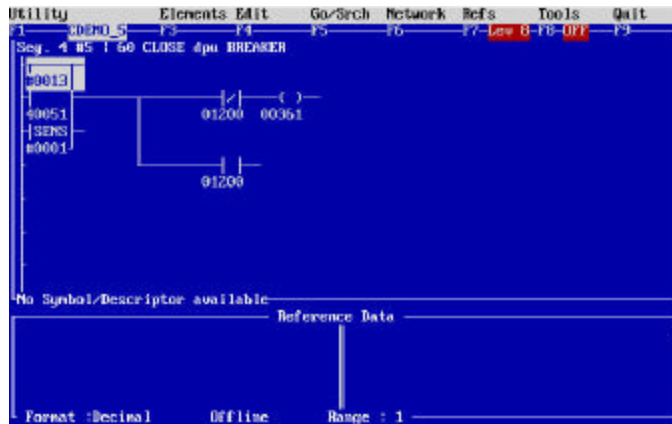 Utility Elements Edit Go/Srch Network Refs Tools Quit
F1 CDEMO_5 F3 F4 F5 F6 F7-Lev 8-F8-OFF F9
Seg. 4 #5 | 60 CLOSE dpu BREAKER
#0013
40051 01200 00361
SENS
#0001
01200
No Symbol/Descriptor available
Reference Data
Format :Decimal Offline Range : 1